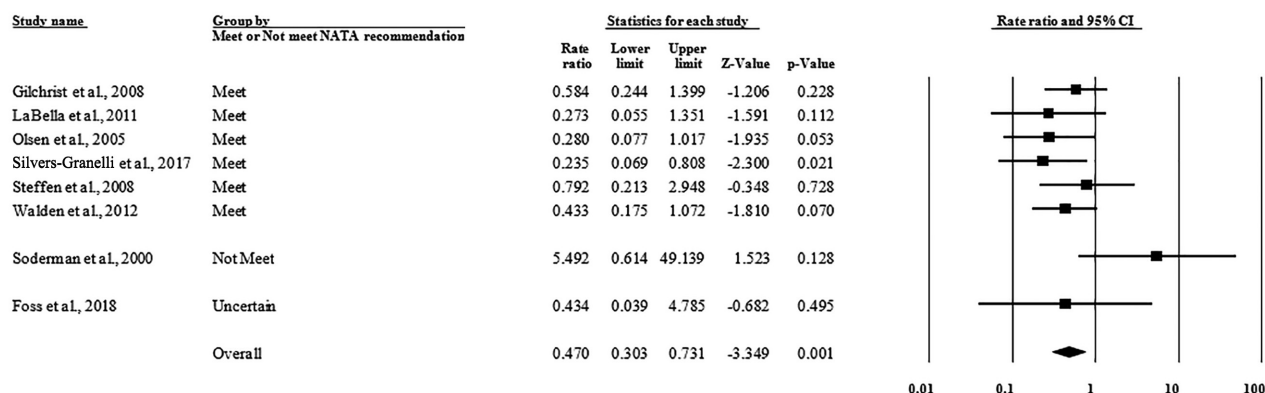 Study name Group by Statistics for each study Rate ratio and 95% CI
Meet or Not meet NATA recommendation
Rate Lower Upper
ratio limit limit Z-Value p-Value
Gilchrist et al., 2008 Meet 0.584 0.244 1.399 -1.206 0.228
LaBella et al., 2011 Meet 0.273 0.055 1.351 -1.591 0.112
Olsen et al., 2005 Meet 0.280 0.077 1.017 -1.935 0.053
Silvers-Granelli et al., 2017 Meet 0.235 0.069 0.808 -2.300 0.021
Steffen et al., 2008 Meet 0.792 0.213 2.948 -0.348 0.728
Walden et al., 2012 Meet 0.433 0.175 1.072 -1.810 0.070
Soderman et al., 2000 Not Meet 5.492 0.614 49.139 1.523 0.128
Foss et al., 2018 Uncertain 0.434 0.039 4.785 -0.682 0.495
Overall 0.470 0.303 0.731 -3.349 0.001
0.01 0.1 1 10 100